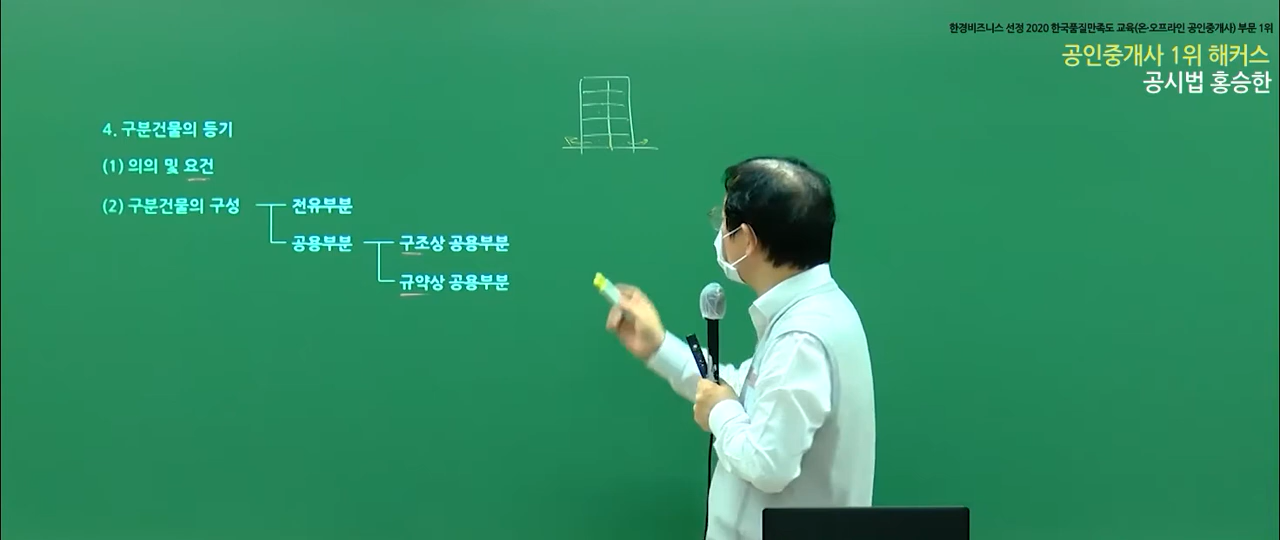 한경비즈니스 선정 2020 한국품질만족도 교육(온·오프라인 공인중개사) 부문 1위
공인중개사 1위 해커스
공시법 홍승한
4. 구분건물의 등기
(1) 의의 및 요건
(2) 구분건물의 구성 전유부분
공용부분 구조상 공용부분
규약상 공용부분